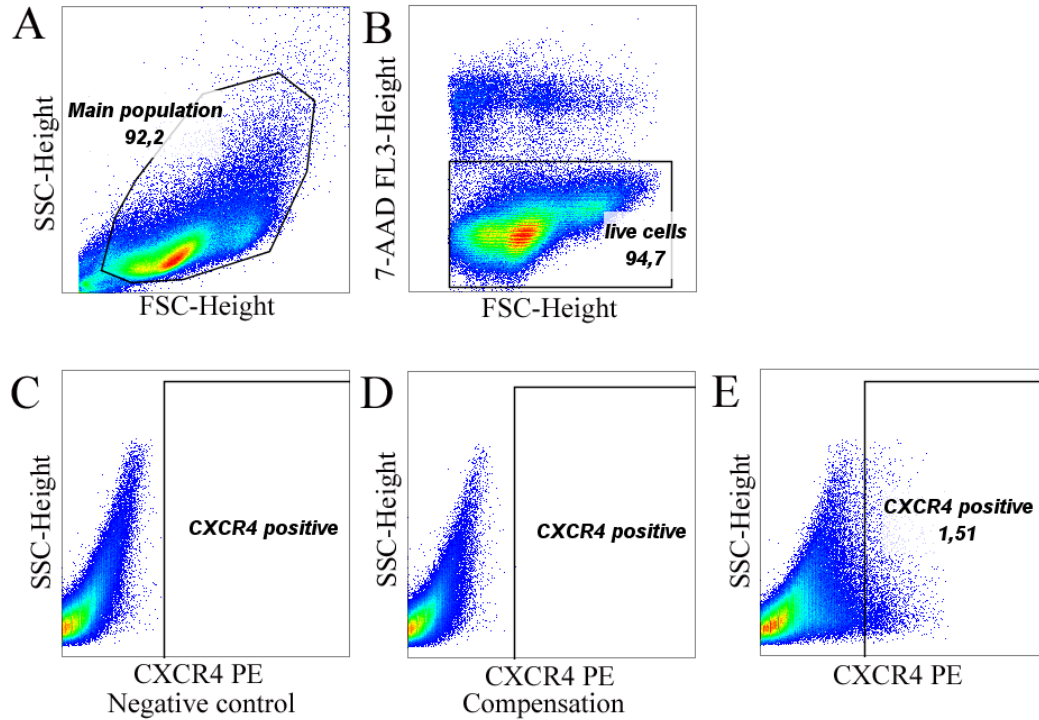 A
SSC-Height
Main population
92,2
FSC-Height
B
7-AAD FL3-Height
live cells
94,7
FSC-Height
C
SSC-Height
CXCR4 positive
CXCR4 PE
Negative control
D
SSC-Height
CXCR4 positive
CXCR4 PE
Compensation
E
SSC-Height
CXCR4 positive
1,51
CXCR4 PE